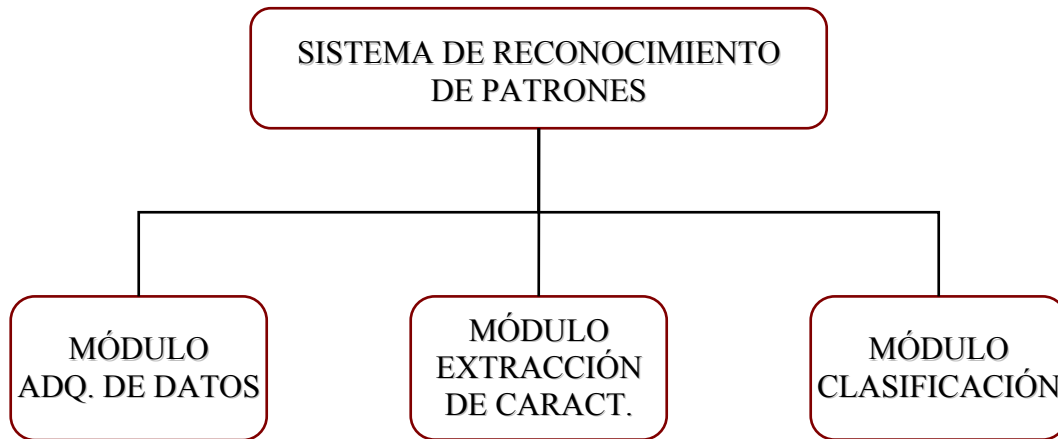 SISTEMA DE RECONOCIMIENTO
DE PATRONES
MÓDULO
ADQ. DE DATOS
MÓDULO
EXTRACCIÓN
DE CARACT.
MÓDULO
CLASIFICACIÓN